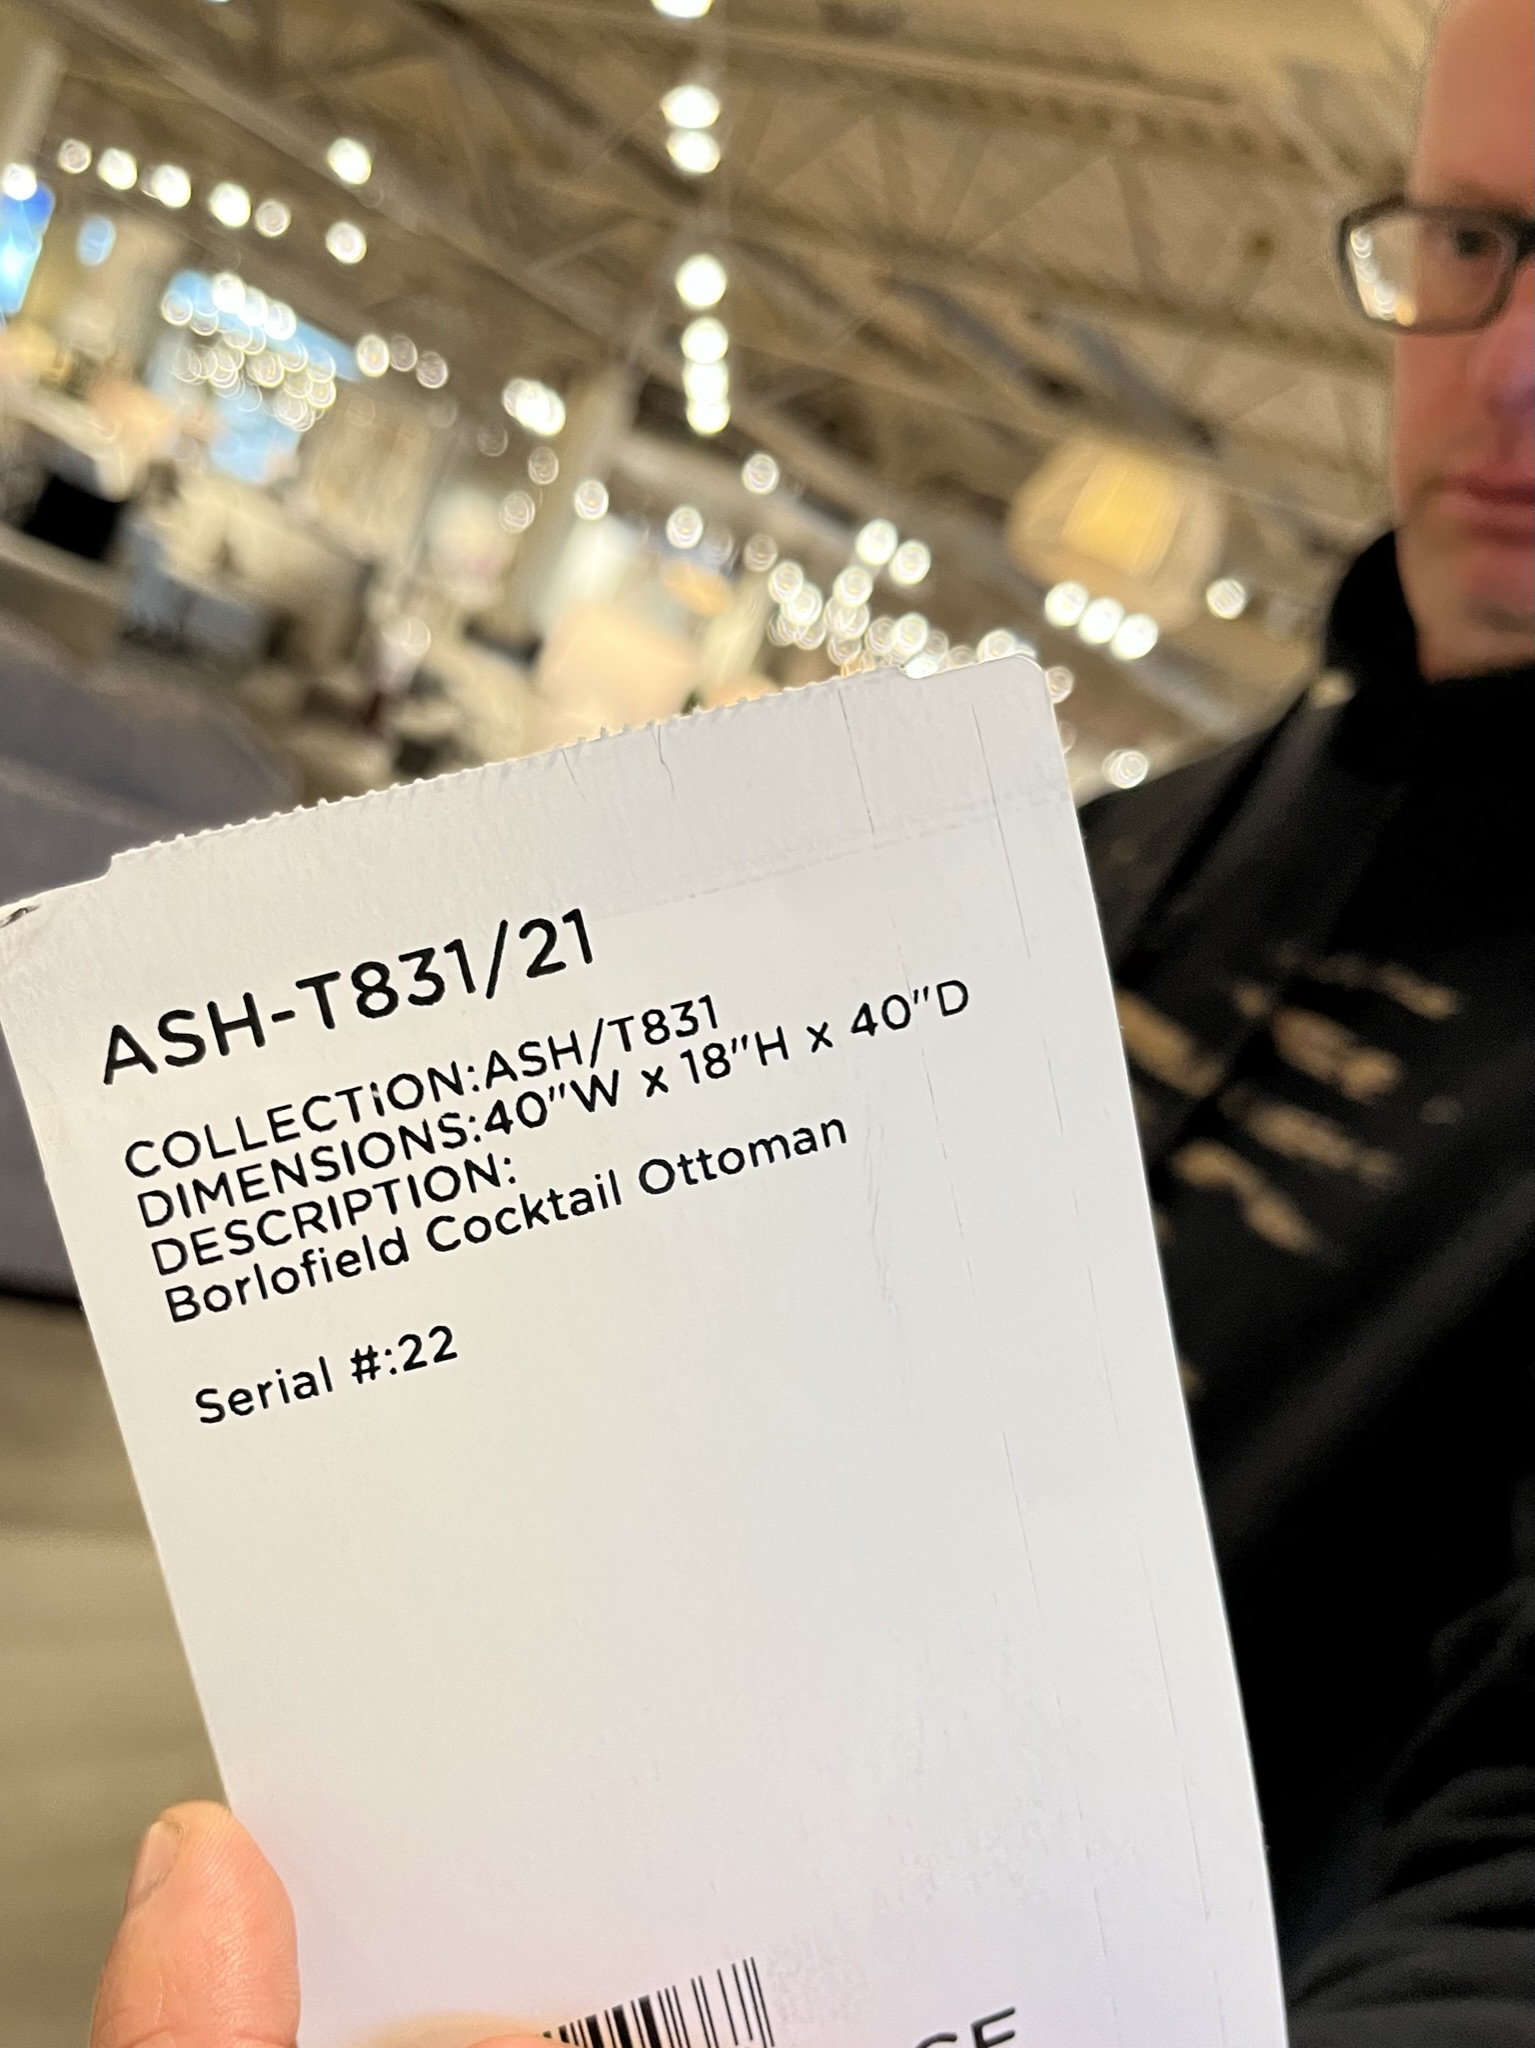 ASH-T831/21
COLLECTION:ASH/T831
DIMENSIONS:40"W x 18"H x 40"D
DESCRIPTION:
Borlofield Cocktail Ottoman
Serial #:22